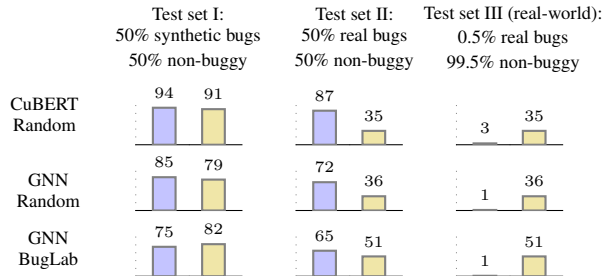 Test set I:
50% synthetic bugs
50% non-buggy
Test set II:
50% real bugs
50% non-buggy
Test set III (real-world):
0.5% real bugs
99.5% non-buggy
CuBERT
Random
94 91
87 35
3 35
GNN
Random
85 79
72 36
1 36
GNN
BugLab
75 82
65 51
1 51